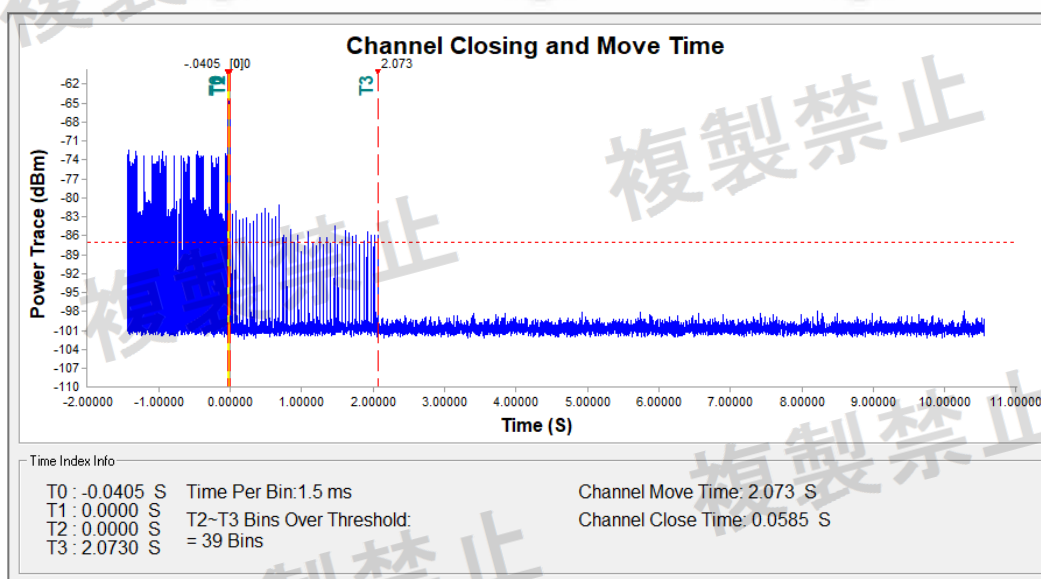 Channel Closing and Move Time
-.0405 [0]0 2.073
T3
Power Trace (dBm)
-62
-65
-68
-71
-74
-77
-80
-83
-86
-89
-92
-95
-98
-101
-104
-107
-110
-2.00000 -1.00000 0.00000 1.00000 2.00000 3.00000 4.00000 5.00000 6.00000 7.00000 8.00000 9.00000 10.00000 11.00000
Time (S)
Time Index Info
T0 : -0.0405 S
T1 : 0.0000 S
T2 : 0.0000 S
T3 : 2.0730 S
Time Per Bin:1.5 ms
T2~T3 Bins Over Threshold:
= 39 Bins
Channel Move Time: 2.073 S
Channel Close Time: 0.0585 S
複製禁止
複製禁止
複製禁止
複製禁止